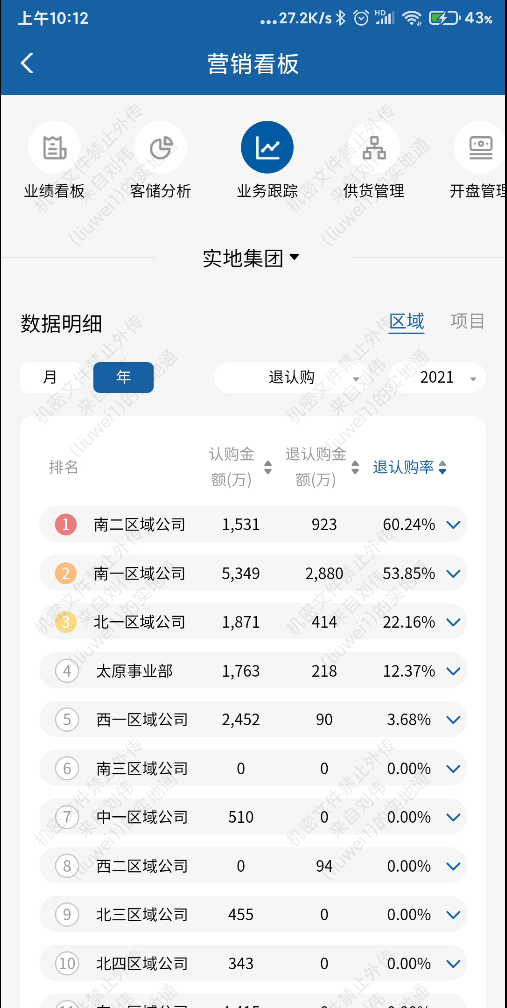 上午10:12
...27.2K/s HD 43%
营销看板
业绩看板 客储分析 业务跟踪 供货管理 开盘管理
实地集团
数据明细 区域 项目
月 年 退认购 2021
排名 认购金额(万) 退认购金额(万) 退认购率
1 南二区域公司 1,531 923 60.24%
2 南一区域公司 5,349 2,880 53.85%
3 北一区域公司 1,871 414 22.16%
4 太原事业部 1,763 218 12.37%
5 西一区域公司 2,452 90 3.68%
6 南三区域公司 0 0 0.00%
7 中一区域公司 510 0 0.00%
8 西二区域公司 0 94 0.00%
9 北三区域公司 455 0 0.00%
10 北四区域公司 343 0 0.00%
机密文件禁止外传
来自刘伟
(liuwei1)的实地通